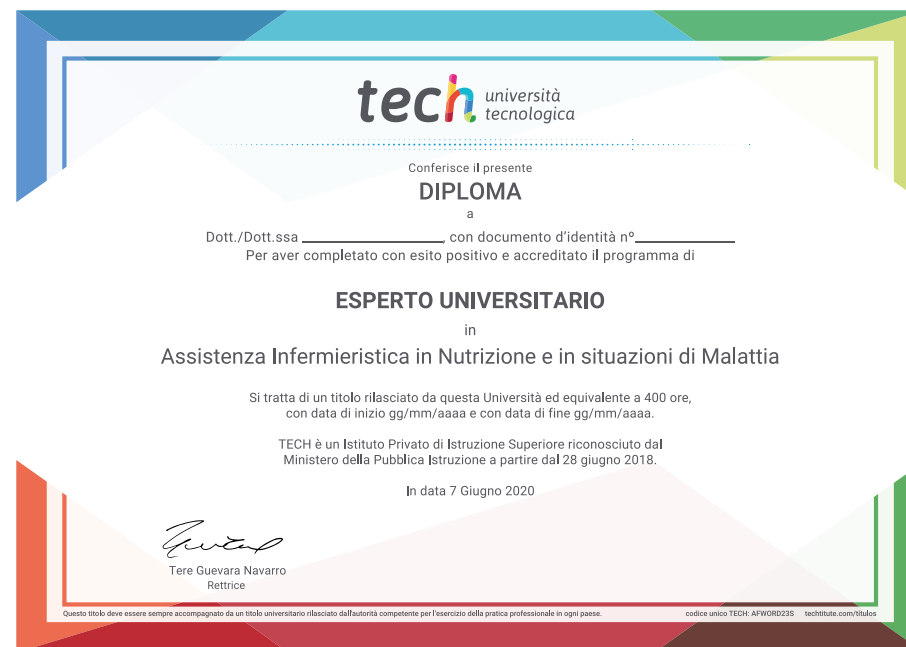 tech università
tecnologica
Conferisce il presente
DIPLOMA
a
Dott./Dott.ssa ________________, con documento d'identità nº____________
Per aver completato con esito positivo e accreditato il programma di
ESPERTO UNIVERSITARIO
in
Assistenza Infermieristica in Nutrizione e in situazioni di Malattia
Si tratta di un titolo rilasciato da questa Università ed equivalente a 400 ore,
con data di inizio gg/mm/aaaa e con data di fine gg/mm/aaaa.
TECH è un Istituto Privato di Istruzione Superiore riconosciuto dal
Ministero della Pubblica Istruzione a partire dal 28 giugno 2018.
In data 7 Giugno 2020
Tere Guevara Navarro
Rettrice
Questo titolo deve essere sempre accompagnato da un titolo universitario rilasciato dall'autorità competente per l'esercizio della pratica professionale in ogni paese. codice unico TECH: AFWORD23S techtitute.com/títulos